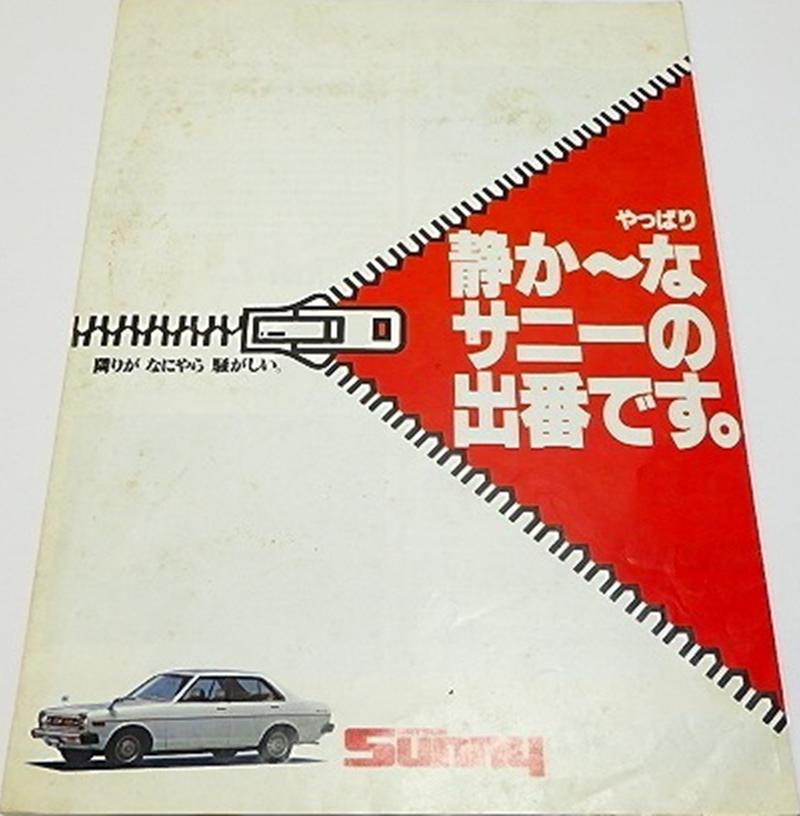 やっぱり
静か〜な
サニーの
出番です。
隣りが なにやら 騒がしい。
Sunny